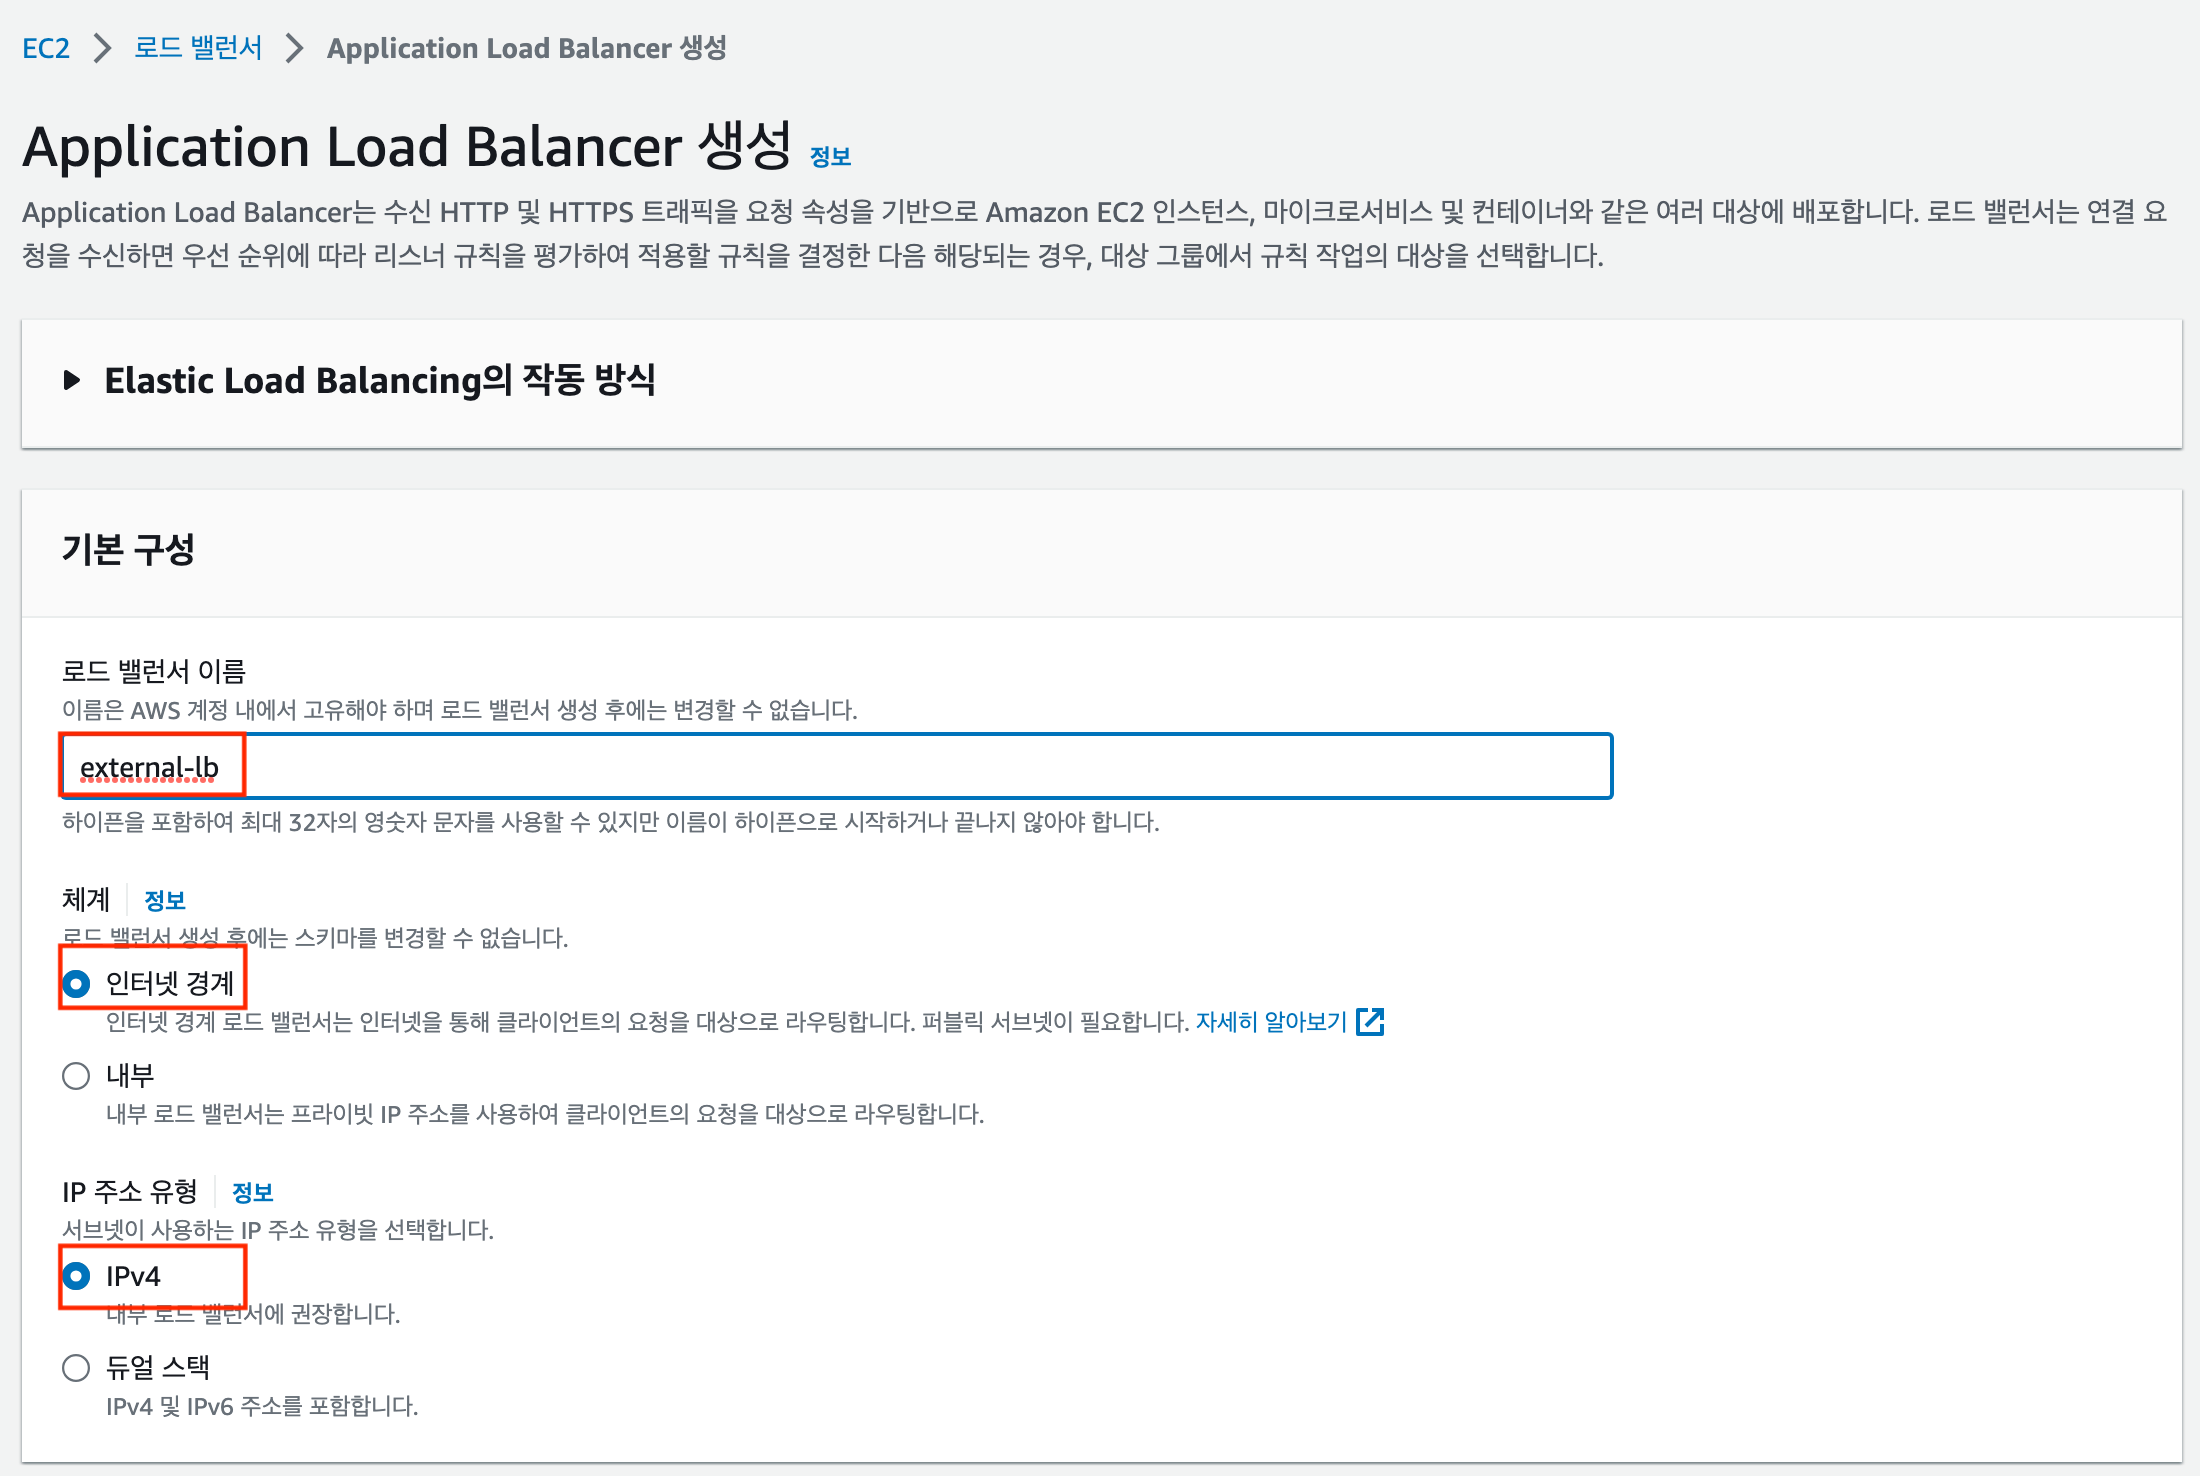 EC2 > 로드 밸런서 > Application Load Balancer 생성
Application Load Balancer 생성 정보
Application Load Balancer는 수신 HTTP 및 HTTPS 트래픽을 요청 속성을 기반으로 Amazon EC2 인스턴스, 마이크로서비스 및 컨테이너와 같은 여러 대상에 배포합니다. 로드 밸런서는 연결 요
청을 수신하면 우선 순위에 따라 리스너 규칙을 평가하여 적용할 규칙을 결정한 다음 해당되는 경우, 대상 그룹에서 규칙 작업의 대상을 선택합니다.
Elastic Load Balancing의 작동 방식
기본 구성
로드 밸런서 이름
이름은 AWS 계정 내에서 고유해야 하며 로드 밸런서 생성 후에는 변경할 수 없습니다.
external-lb
하이픈을 포함하여 최대 32자의 영숫자 문자를 사용할 수 있지만 이름이 하이픈으로 시작하거나 끝나지 않아야 합니다.
체계 정보
로드 밸런서 생성 후에는 스키마를 변경할 수 없습니다.
인터넷 경계
인터넷 경계 로드 밸런서는 인터넷을 통해 클라이언트의 요청을 대상으로 라우팅합니다. 퍼블릭 서브넷이 필요합니다. 자세히 알아보기
내부
내부 로드 밸런서는 프라이빗 IP 주소를 사용하여 클라이언트의 요청을 대상으로 라우팅합니다.
IP 주소 유형 정보
서브넷이 사용하는 IP 주소 유형을 선택합니다.
IPv4
내부 로드 밸런서에 권장합니다.
듀얼 스택
IPv4 및 IPv6 주소를 포함합니다.